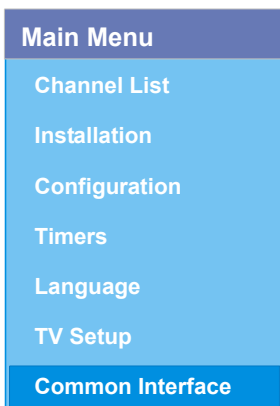 Main Menu
Channel List
Installation
Configuration
Timers
Language
TV Setup
Common Interface